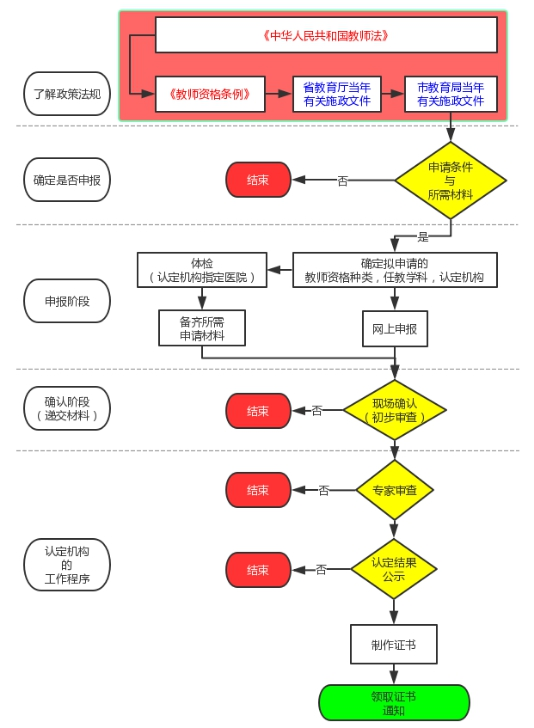 《中华人民共和国教师法》
了解政策法规
《教师资格条例》
省教育厅当年
有关施政文件
市教育局当年
有关施政文件
确定是否申报
结束
否
申请条件
与
所需材料
是
申报阶段
体检
（认定机构指定医院）
确定拟申请的
教师资格种类，任教学科，认定机构
备齐所需
申请材料
网上申报
确认阶段
（递交材料）
结束
否
现场确认
（初步审查）
结束
否
专家审查
认定机构
的
工作程序
结束
否
认定结果
公示
制作证书
领取证书
通知